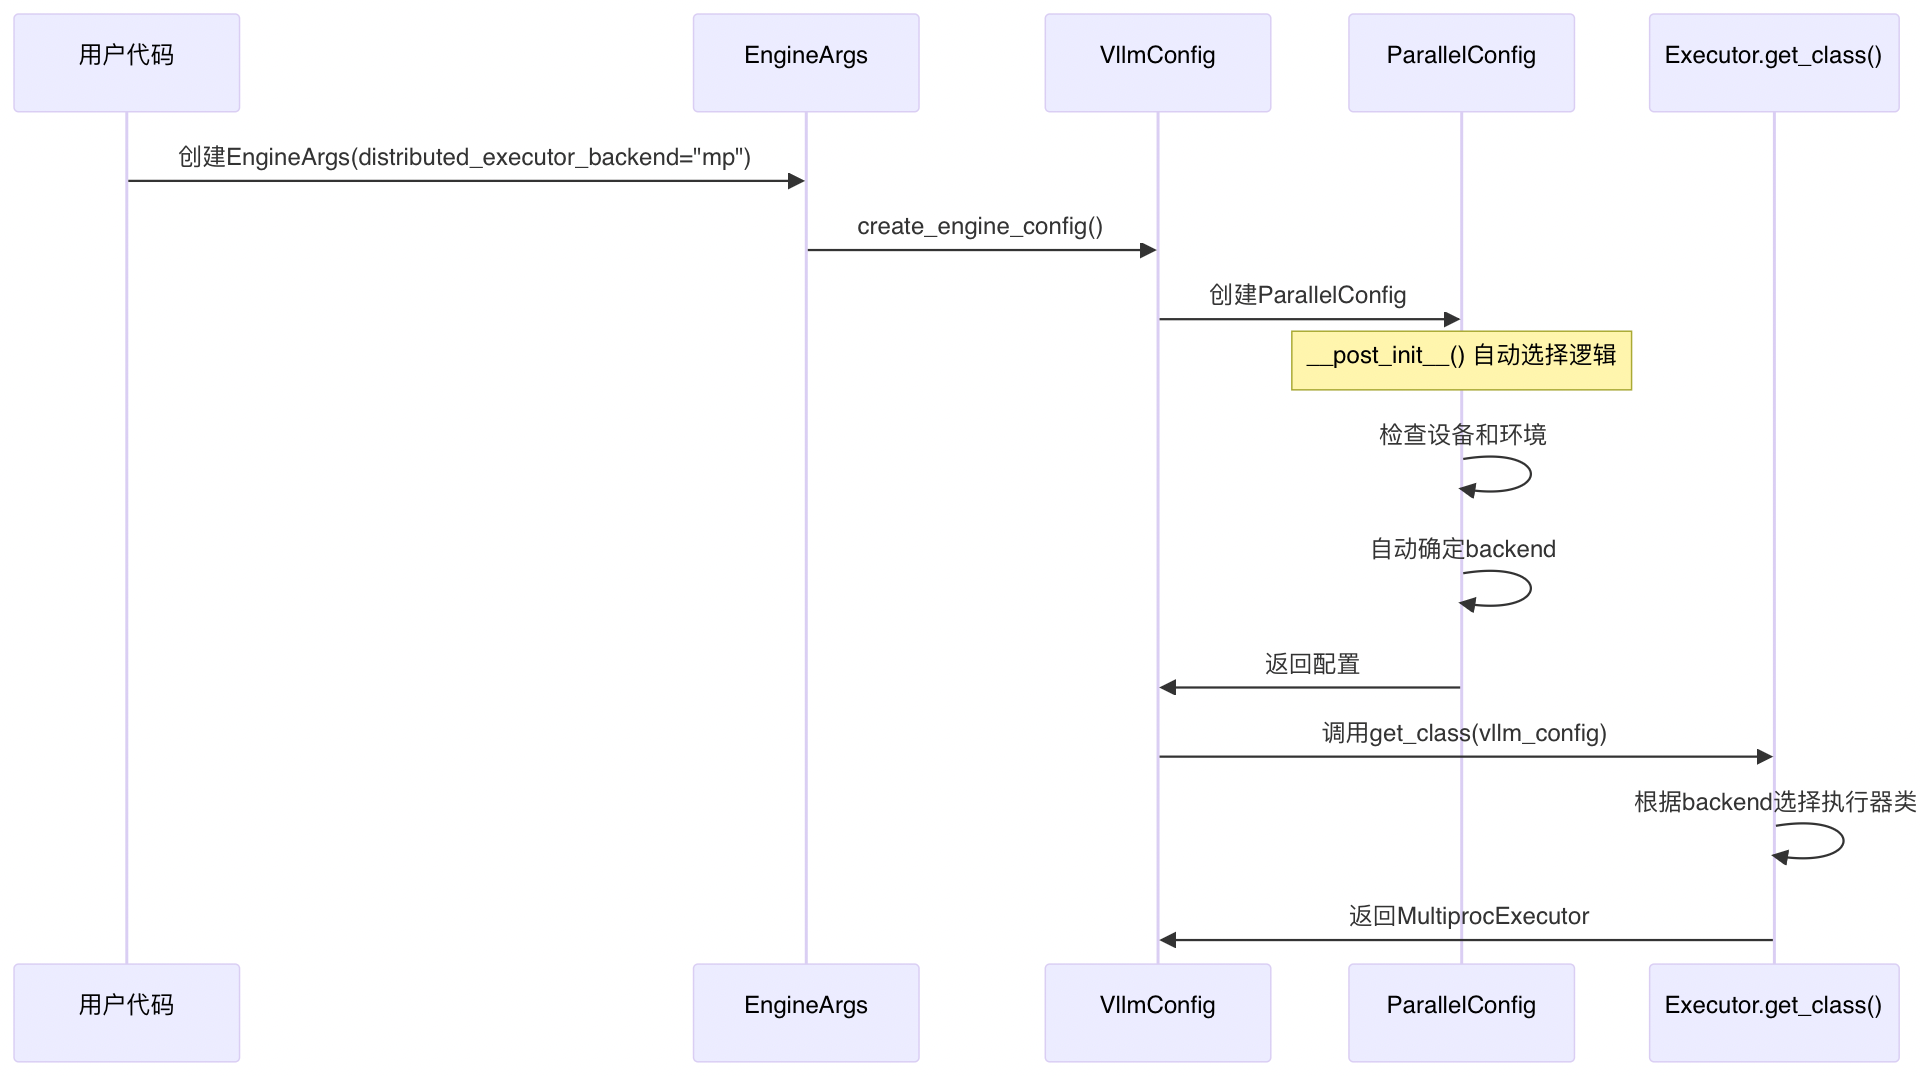 用户代码
EngineArgs
VllmConfig
ParallelConfig
Executor.get_class()
创建EngineArgs(distributed_executor_backend="mp")
create_engine_config()
创建ParallelConfig
__post_init__() 自动选择逻辑
检查设备和环境
自动确定backend
返回配置
调用get_class(vllm_config)
根据backend选择执行器类
返回MultiprocExecutor
用户代码
EngineArgs
VllmConfig
ParallelConfig
Executor.get_class()